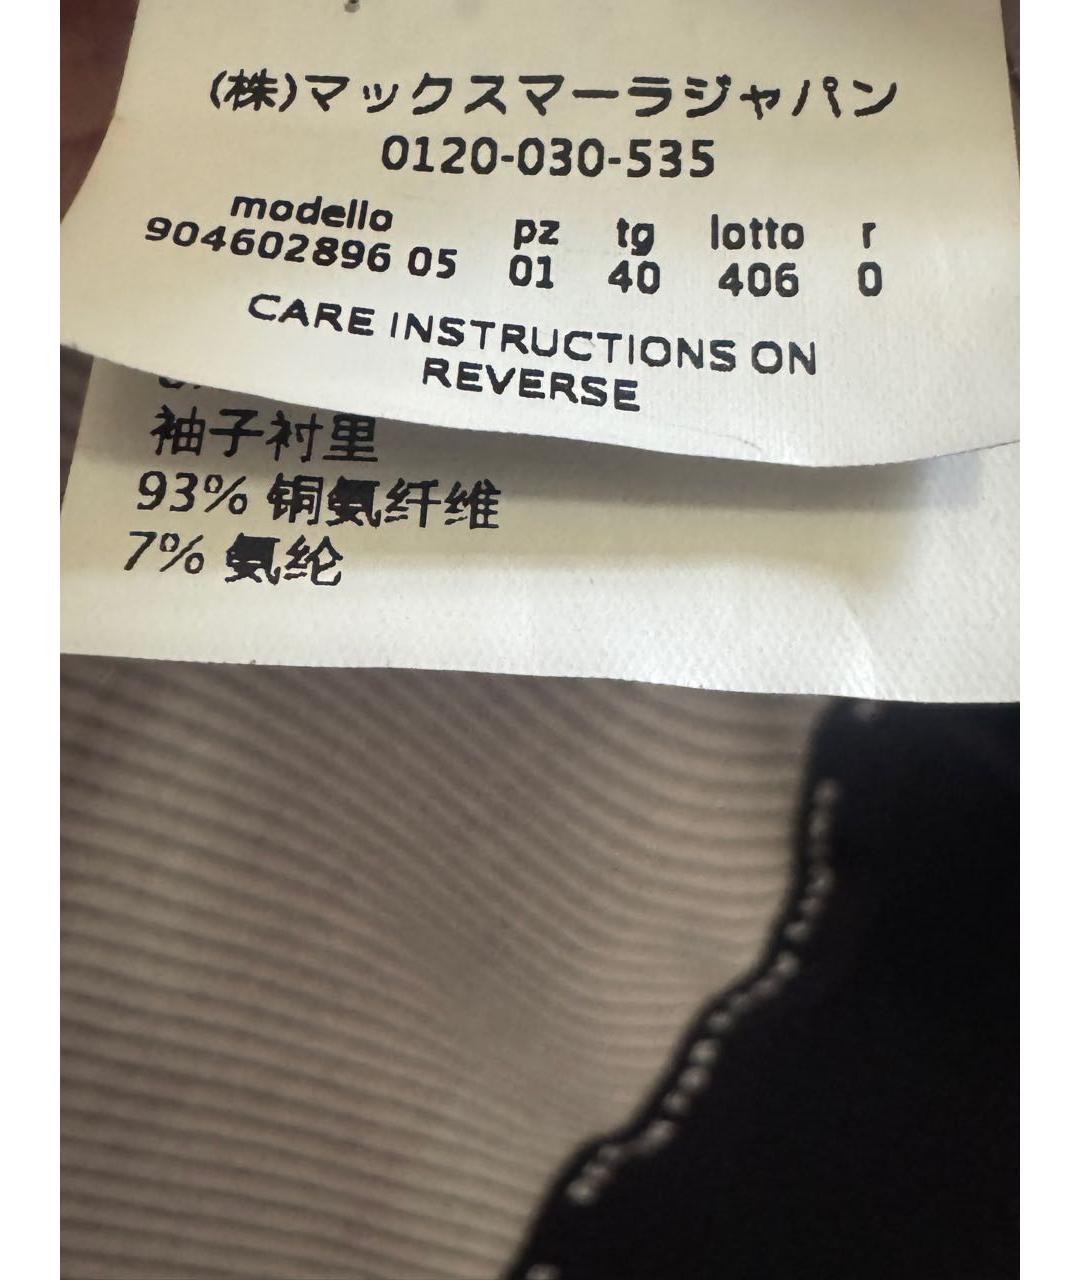 (株)マックスマーラジャパン
0120-030-535
modello pz tg lotto r
904602896 05 01 40 406 0
CARE INSTRUCTIONS ON
REVERSE
袖子衬里
93% 铜氨纤维
7% 氨纶